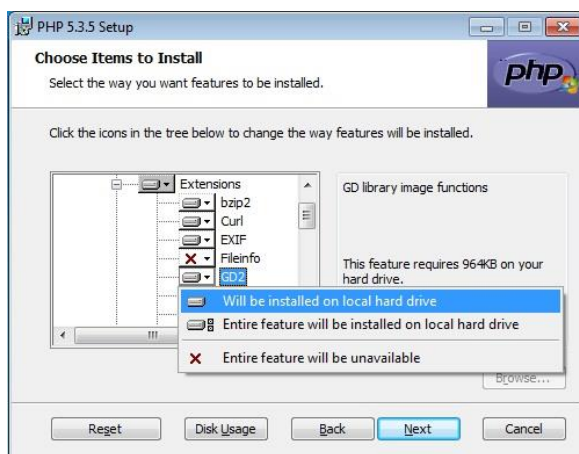 PHP 5.3.5 Setup
Choose Items to Install
Select the way you want features to be installed.
php
Click the icons in the tree below to change the way features will be installed.
Extensions
bzip2
Curl
EXIF
Fileinfo
GD2
GD library image functions
This feature requires 964KB on your
hard drive.
Will be installed on local hard drive
Entire feature will be installed on local hard drive
Entire feature will be unavailable
Browse...
Reset
Disk Usage
Back
Next
Cancel